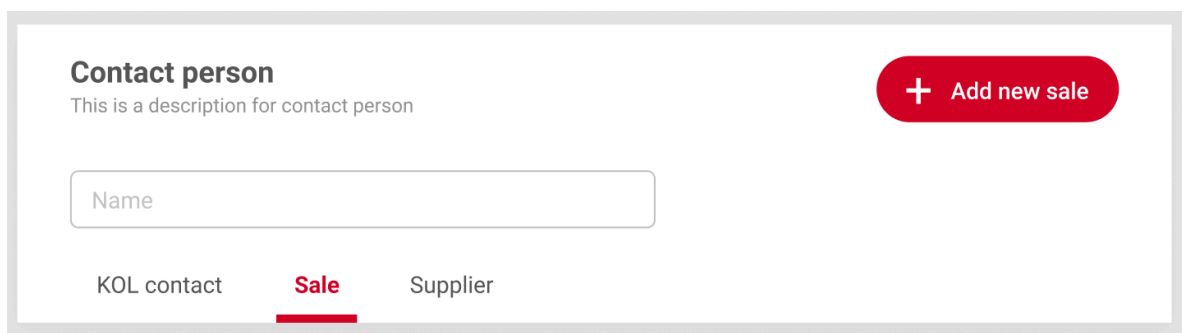 Contact person
This is a description for contact person
+ Add new sale
Name
KOL contact Sale Supplier